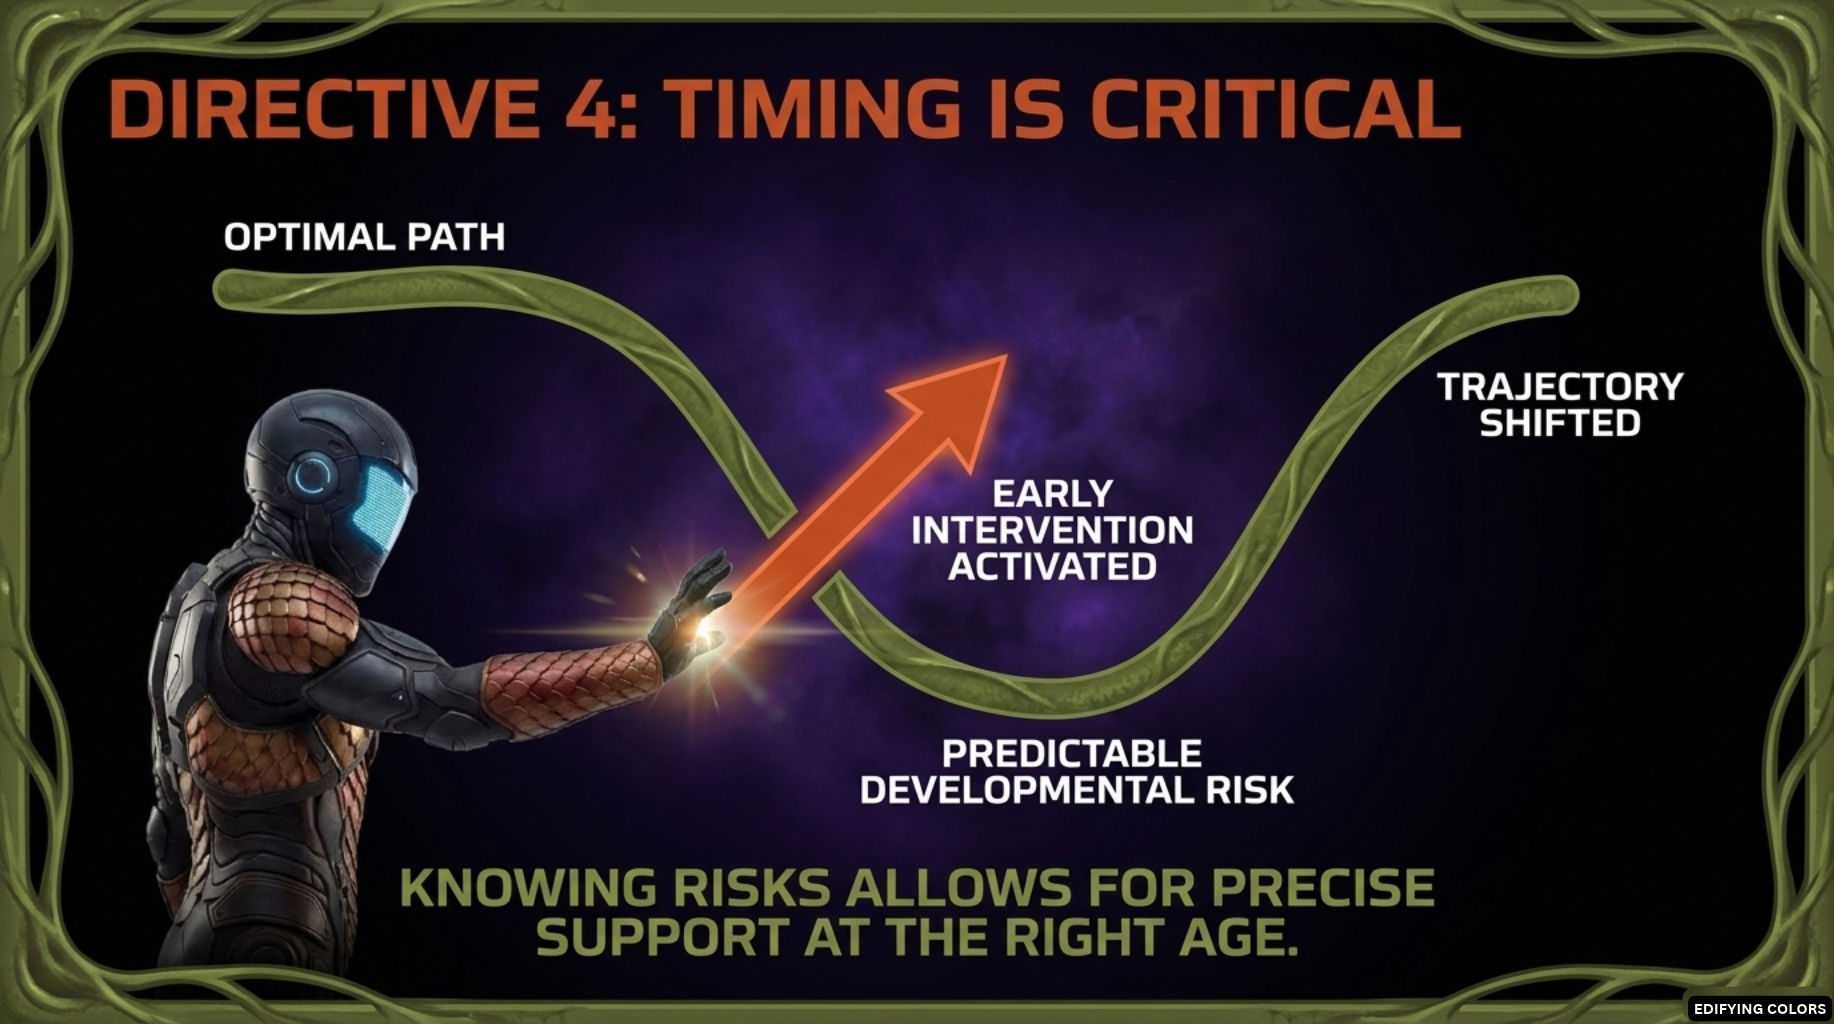 DIRECTIVE 4: TIMING IS CRITICAL
OPTIMAL PATH
TRAJECTORY
SHIFTED
EARLY
INTERVENTION
ACTIVATED
PREDICTABLE
DEVELOPMENTAL RISK
KNOWING RISKS ALLOWS FOR PRECISE
SUPPORT AT THE RIGHT AGE.
EDIFYING COLORS